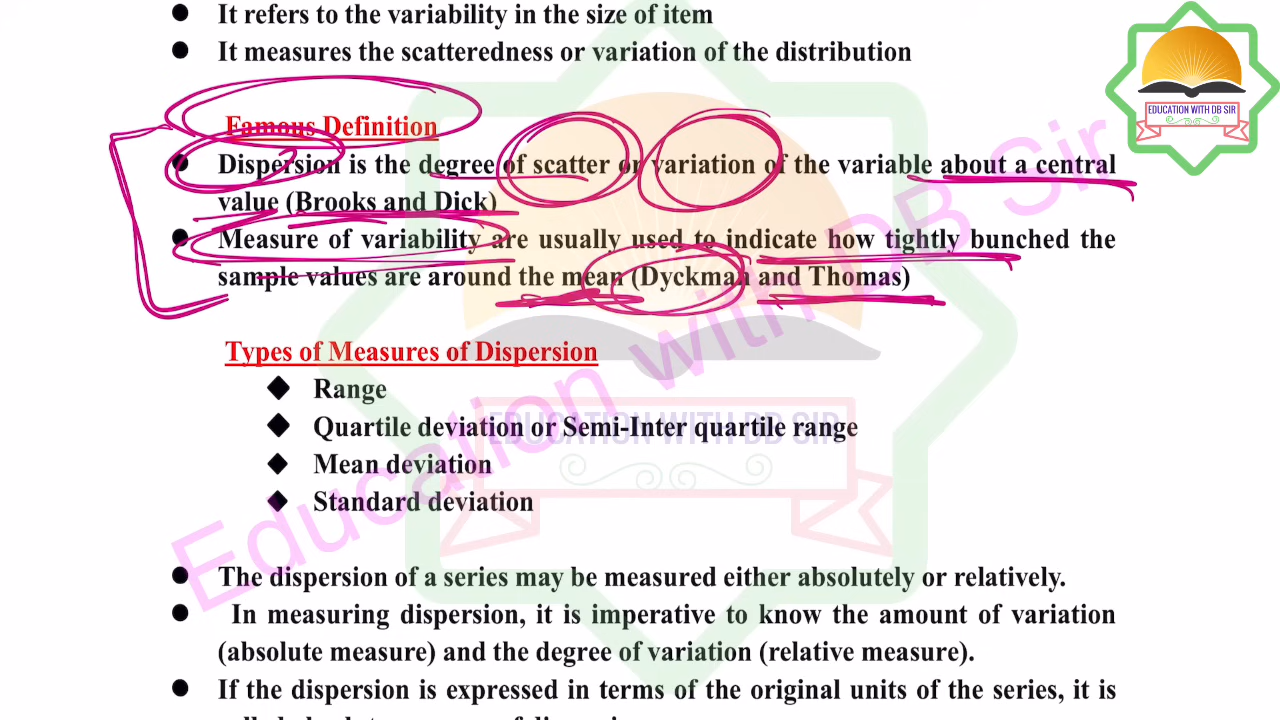 ● It refers to the variability in the size of item
● It measures the scatteredness or variation of the distribution
EDUCATION WITH DB SIR
Famous Definition
● Dispersion is the degree of scatter or variation of the variable about a central
value (Brooks and Dick)
● Measure of variability are usually used to indicate how tightly bunched the
sample values are around the mean (Dyckman and Thomas)
Types of Measures of Dispersion
◆ Range
◆ Quartile deviation or Semi-Inter quartile range
◆ Mean deviation
◆ Standard deviation
EDUCATION WITH DB SIR
Education with DB Sir
● The dispersion of a series may be measured either absolutely or relatively.
● In measuring dispersion, it is imperative to know the amount of variation
(absolute measure) and the degree of variation (relative measure).
● If the dispersion is expressed in terms of the original units of the series, it is